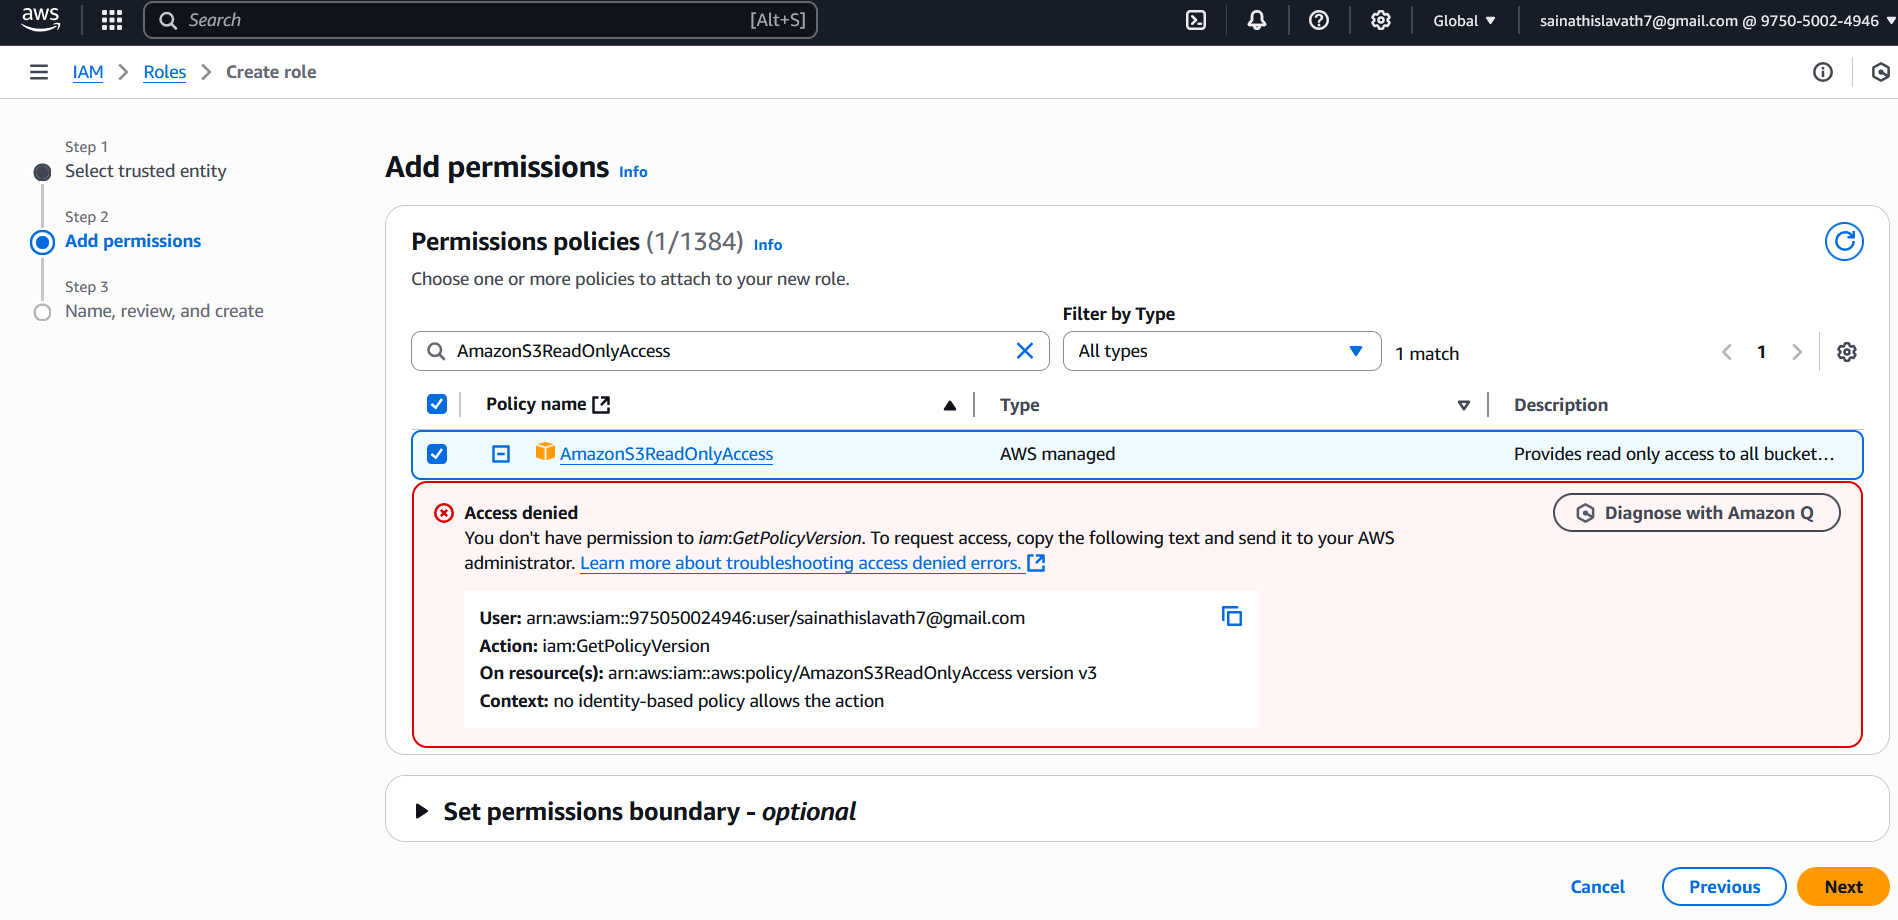 aws
Search
[Alt+S]
Global
sainathislavath7@gmail.com @ 9750-5002-4946
IAM
Roles
Create role
Step 1
Select trusted entity
Step 2
Add permissions
Step 3
Name, review, and create
Add permissions Info
Permissions policies (1/1384) Info
Choose one or more policies to attach to your new role.
Filter by Type
AmazonS3ReadOnlyAccess
All types
1 match
1
Policy name
Type
Description
AmazonS3ReadOnlyAccess
AWS managed
Provides read only access to all bucket…
Access denied
You don't have permission to iam:GetPolicyVersion. To request access, copy the following text and send it to your AWS
administrator. Learn more about troubleshooting access denied errors.
Diagnose with Amazon Q
User: arn:aws:iam::975050024946:user/sainathislavath7@gmail.com
Action: iam:GetPolicyVersion
On resource(s): arn:aws:iam::aws:policy/AmazonS3ReadOnlyAccess version v3
Context: no identity-based policy allows the action
Set permissions boundary - optional
Cancel
Previous
Next